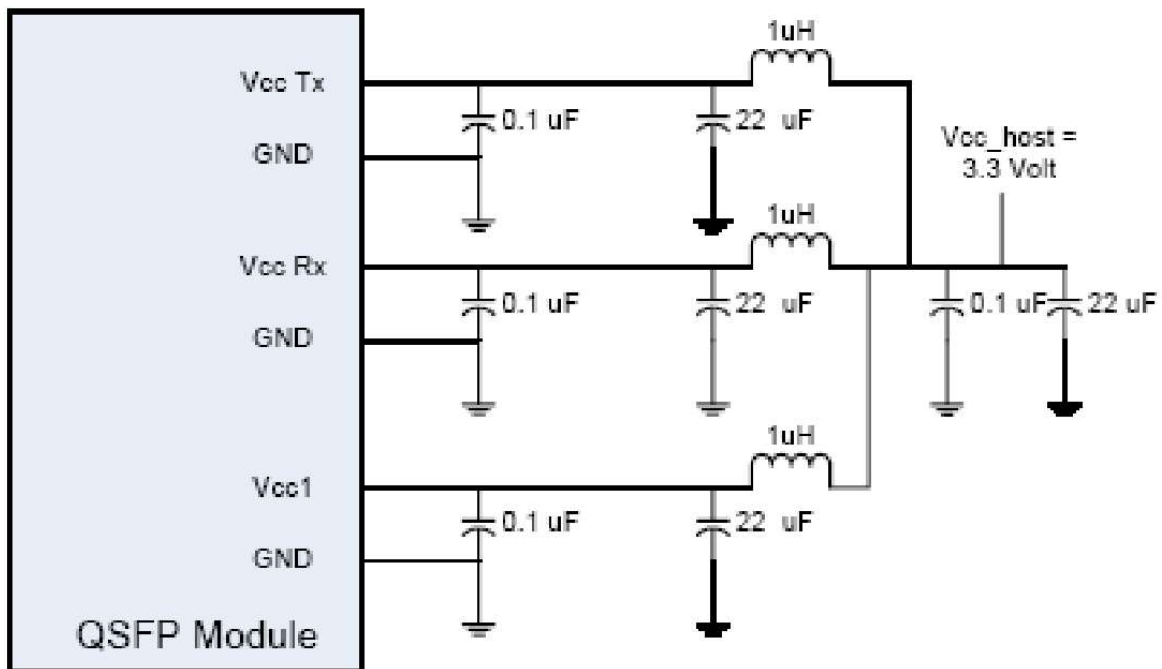 1uH
Vcc Tx
0.1 uF
22 uF
GND
Vcc_host =
3.3 Volt
1uH
Vcc Rx
0.1 uF
22 uF
0.1 uF
22 uF
GND
1uH
Vcc1
0.1 uF
22 uF
GND
QSFP Module